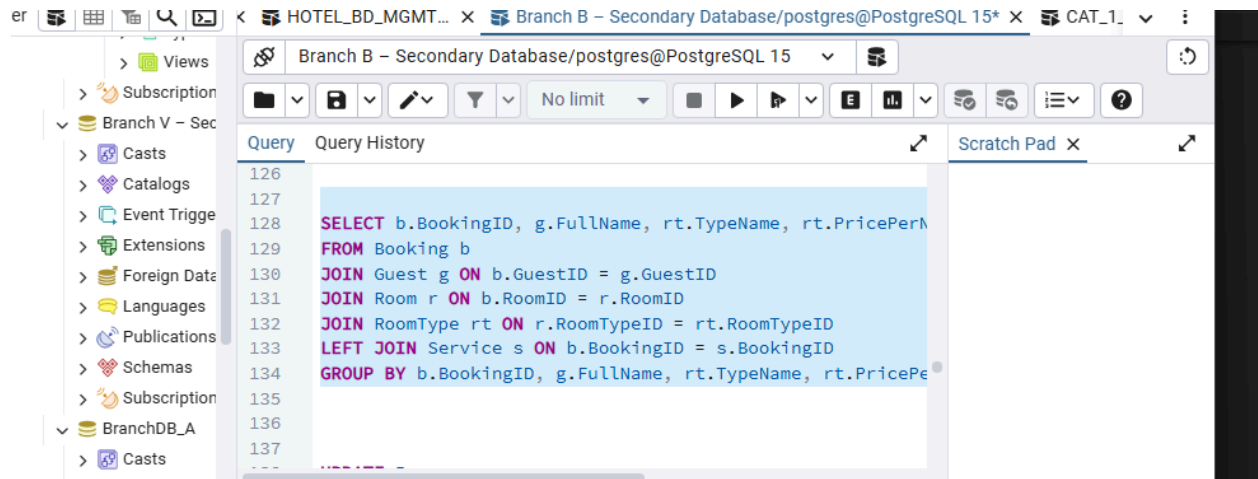 er
HOTEL_BD_MGMT... × Branch B – Secondary Database/postgres@PostgreSQL 15* × CAT_1_
Views
Subscription
Branch V – Sec
Casts
Catalogs
Event Trigge
Extensions
Foreign Data
Languages
Publications
Schemas
Subscription
BranchDB_A
Casts
Branch B – Secondary Database/postgres@PostgreSQL 15
No limit
E
Query Query History
Scratch Pad ×
126
127
128 SELECT b.BookingID, g.FullName, rt.TypeName, rt.PricePerN
129 FROM Booking b
130 JOIN Guest g ON b.GuestID = g.GuestID
131 JOIN Room r ON b.RoomID = r.RoomID
132 JOIN RoomType rt ON r.RoomTypeID = rt.RoomTypeID
133 LEFT JOIN Service s ON b.BookingID = s.BookingID
134 GROUP BY b.BookingID, g.FullName, rt.TypeName, rt.PricePe
135
136
137